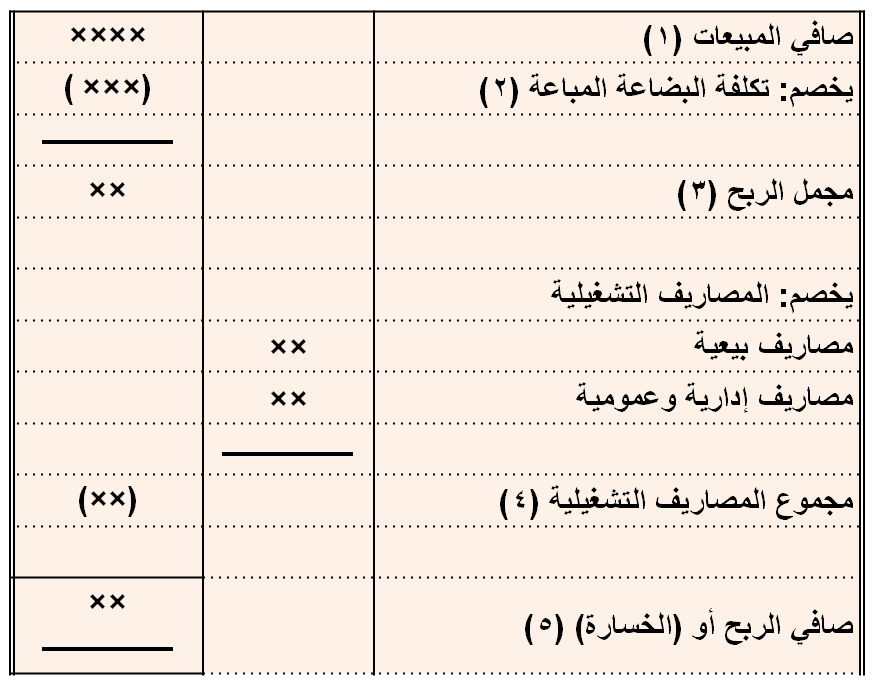 صافي المبيعات (١) ××××
يخصم: تكلفة البضاعة المباعة (٢) (×××)
مجمل الربح (٣) ××
يخصم: المصاريف التشغيلية
مصاريف بيعية ××
مصاريف إدارية وعمومية ××
مجموع المصاريف التشغيلية (٤) (××)
صافي الربح أو (الخسارة) (٥) ××